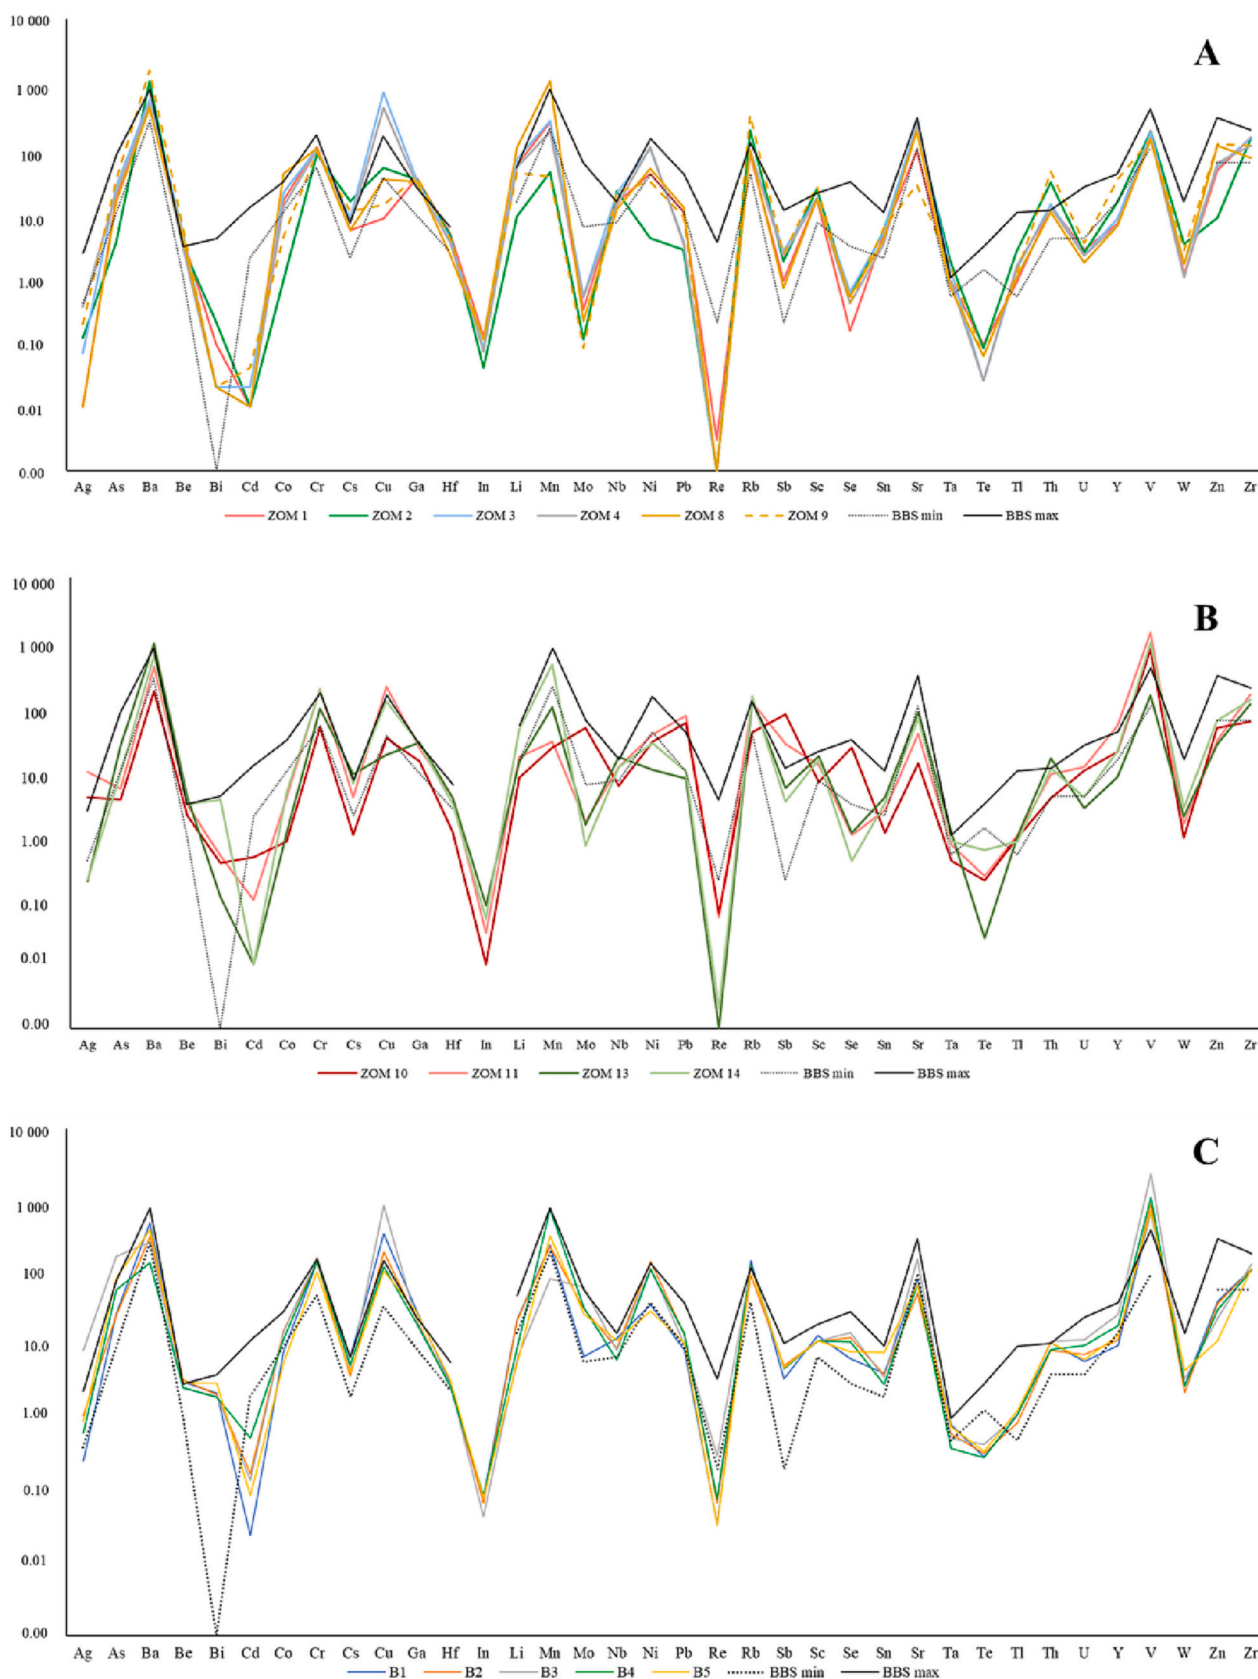 10 000
A
1 000
100
10.0
1.00
0.10
0.01
0.00
Ag As Ba Be Bi Cd Co Cr Cs Cu Ga Hf In Li Mn Mo Nb Ni Pb Re Rb Sb Sc Se Sn Sr Ta Te Tl Th U Y V W Zn Zr
ZOM 1 ZOM 2 ZOM 3 ZOM 4 ZOM 8 ZOM 9 BBS min BBS max
10 000
B
1 000
100
10.0
1.00
0.10
0.01
0.00
Ag As Ba Be Bi Cd Co Cr Cs Cu Ga Hf In Li Mn Mo Nb Ni Pb Re Rb Sb Sc Se Sn Sr Ta Te Tl Th U Y V W Zn Zr
ZOM 10 ZOM 11 ZOM 13 ZOM 14 BBS min BBS max
10 000
C
1 000
100
10.0
1.00
0.10
0.01
0.00
Ag As Ba Be Bi Cd Co Cr Cs Cu Ga Hf In Li Mn Mo Nb Ni Pb Re Rb Sb Sc Se Sn Sr Ta Te Tl Th U Y V W Zn Zr
B1 B2 B3 B4 B5 BBS min BBS max